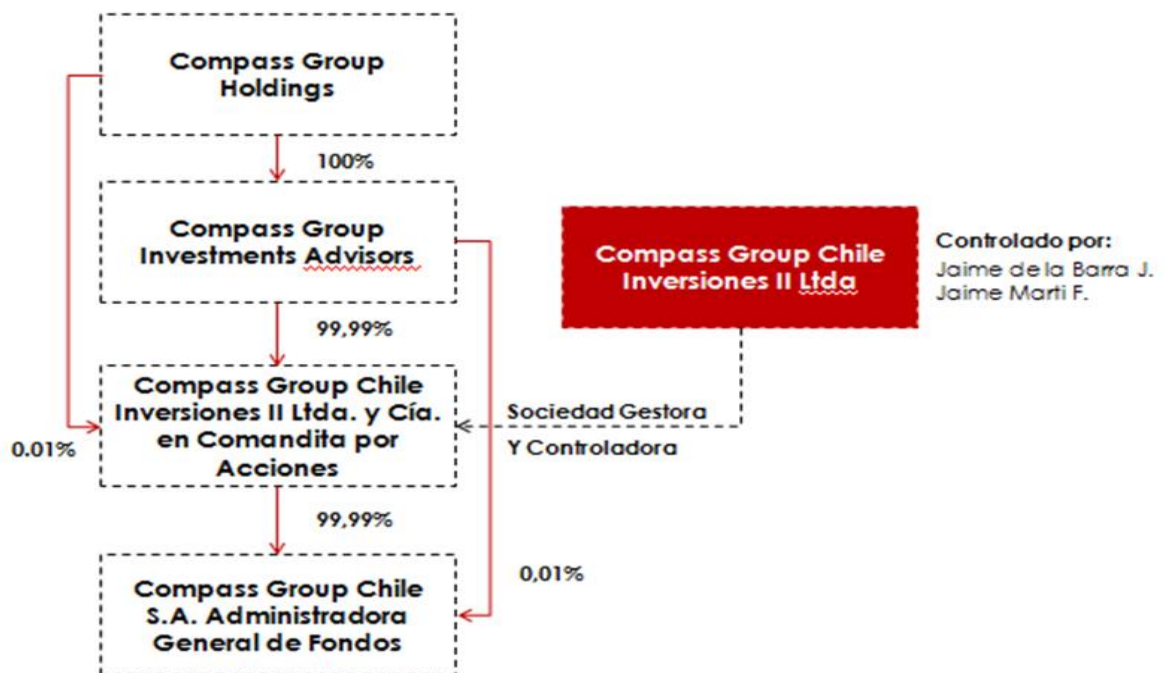 Compass Group
Holdings
100%
Compass Group
Investments Advisors
99,99%
Compass Group Chile
Inversiones II Ltda. y Cía.
en Comandita por
Acciones
0.01%
99,99%
Compass Group Chile
S.A. Administradora
General de Fondos
0,01%
Compass Group Chile
Inversiones II Ltda
Controlado por:
Jaime de la Barra J.
Jaime Marti F.
Sociedad Gestora
Y Controladora